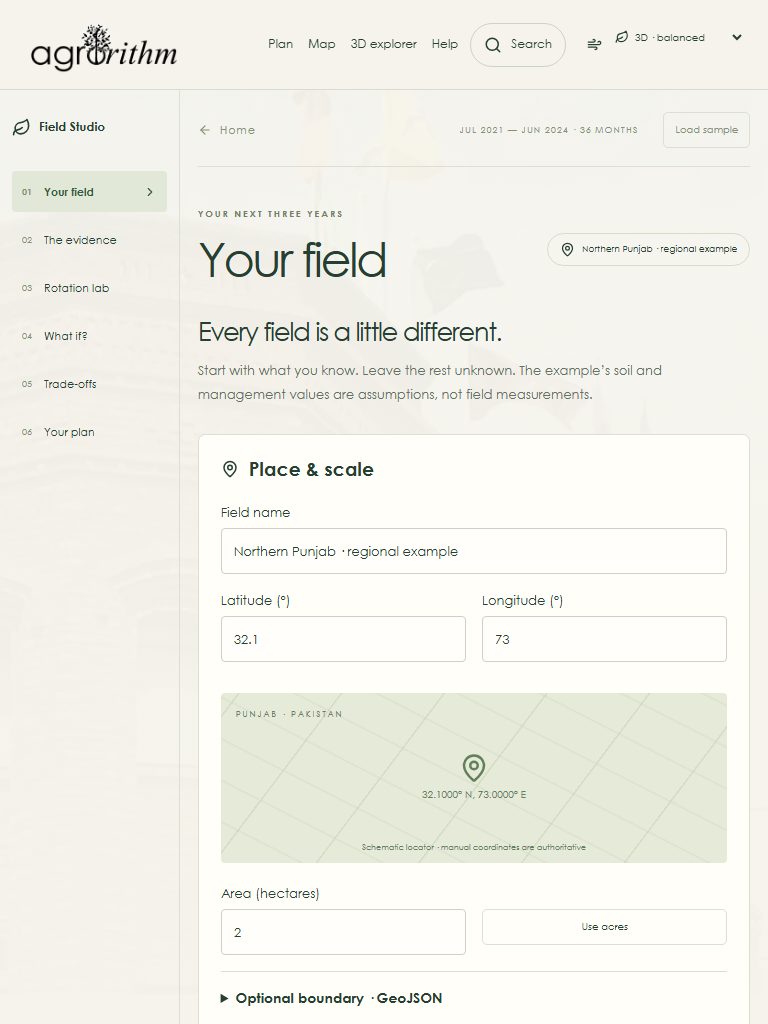 agrorithm
Plan Map 3D explorer Help Search 3D · balanced
Field Studio
01 Your field
02 The evidence
03 Rotation lab
04 What if?
05 Trade-offs
06 Your plan
← Home
JUL 2021 — JUN 2024 · 36 MONTHS
Load sample
YOUR NEXT THREE YEARS
Your field
Northern Punjab · regional example
Every field is a little different.
Start with what you know. Leave the rest unknown. The example’s soil and
management values are assumptions, not field measurements.
Place & scale
Field name
Northern Punjab · regional example
Latitude (°) Longitude (°)
32.1 73
PUNJAB · PAKISTAN
32.1000° N, 73.0000° E
Schematic locator · manual coordinates are authoritative
Area (hectares)
2 Use acres
Optional boundary · GeoJSON